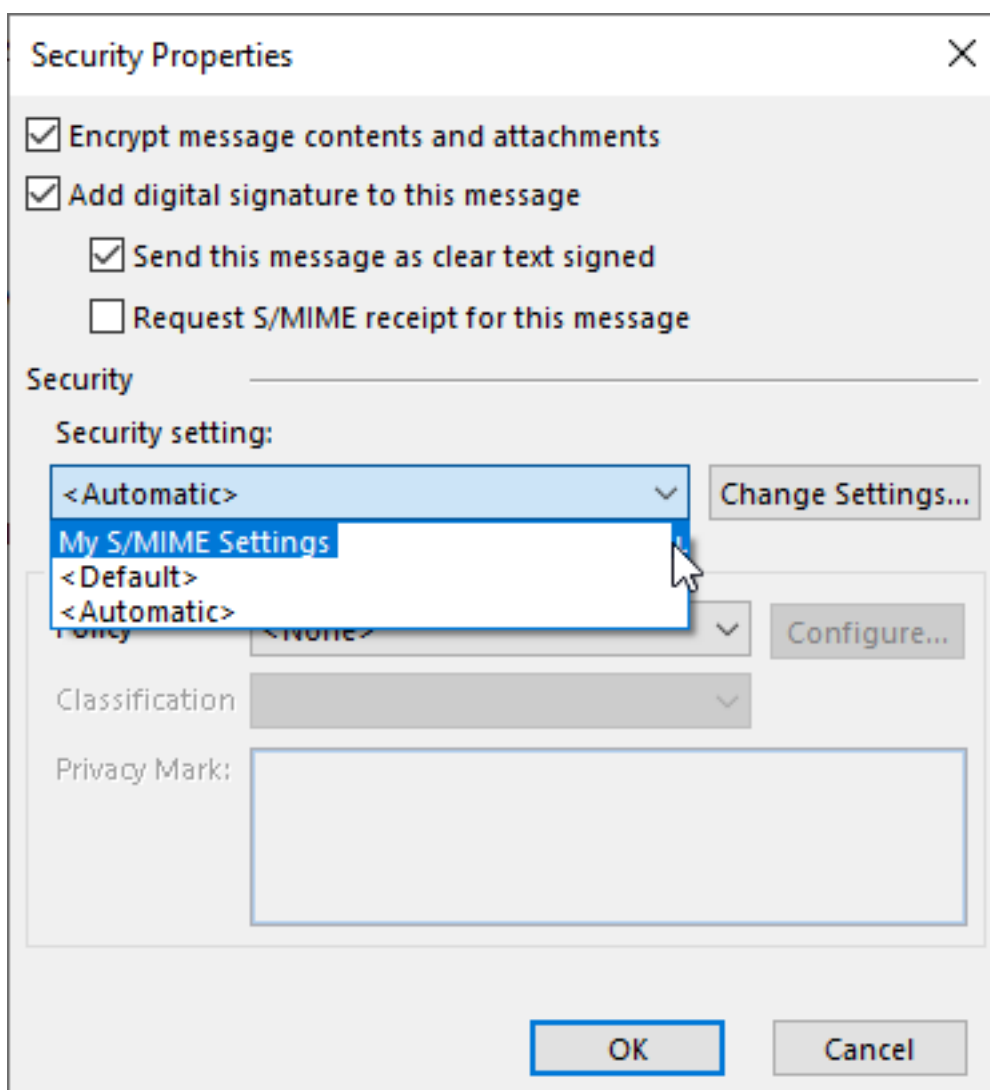 Security Properties
Encrypt message contents and attachments
Add digital signature to this message
Send this message as clear text signed
Request S/MIME receipt for this message
Security
Security setting:
<Automatic> Change Settings...
My S/MIME Settings
<Default>
<Automatic>
Policy <None> Configure...
Classification
Privacy Mark:
OK Cancel